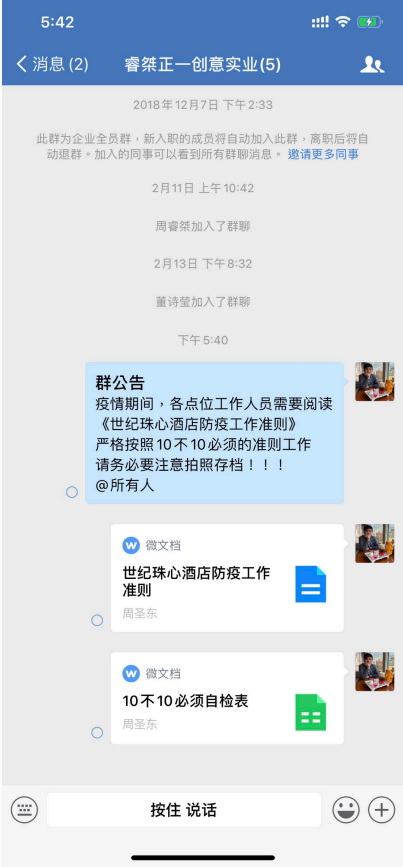 5:42
消息(2)
睿桀正一创意实业(5)
2018年12月7日 下午2:33
此群为企业全员群，新入职的成员将自动加入此群，离职后将自
动退群。加入的同事可以看到所有群聊消息。邀请更多同事
2月11日 上午10:42
周睿桀加入了群聊
2月13日 下午8:32
董诗莹加入了群聊
下午5:40
群公告
疫情期间，各点位工作人员需要阅读
《世纪珠心酒店防疫工作准则》
严格按照10不10必须的准则工作
请务必要注意拍照存档！！！
@所有人
微文档
世纪珠心酒店防疫工作
准则
周圣东
微文档
10不10必须自检表
周圣东
按住 说话